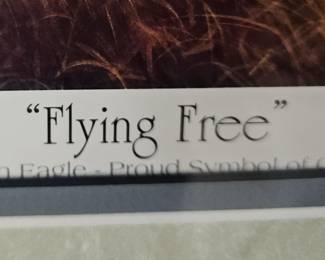 “Flying Free”
Eagle - Proud Symbol of